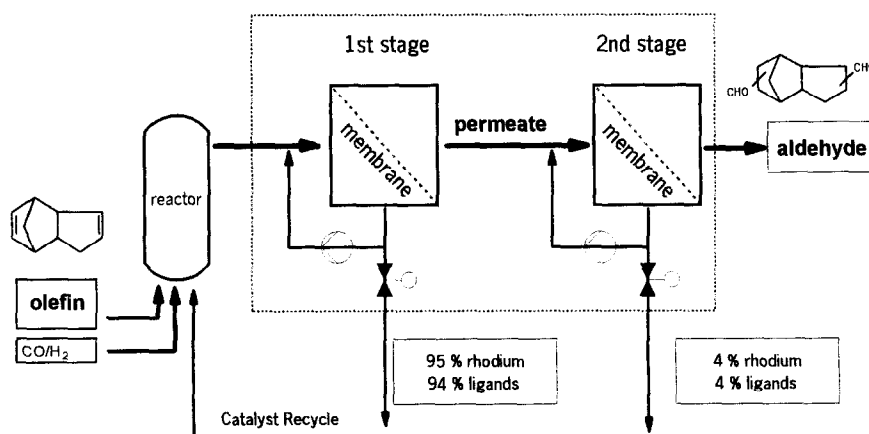 1st stage
2nd stage
CHO
CH
membrane
permeate
membrane
aldehyde
reactor
olefin
CO/H2
95 % rhodium
94 % ligands
4 % rhodium
4 % ligands
Catalyst Recycle